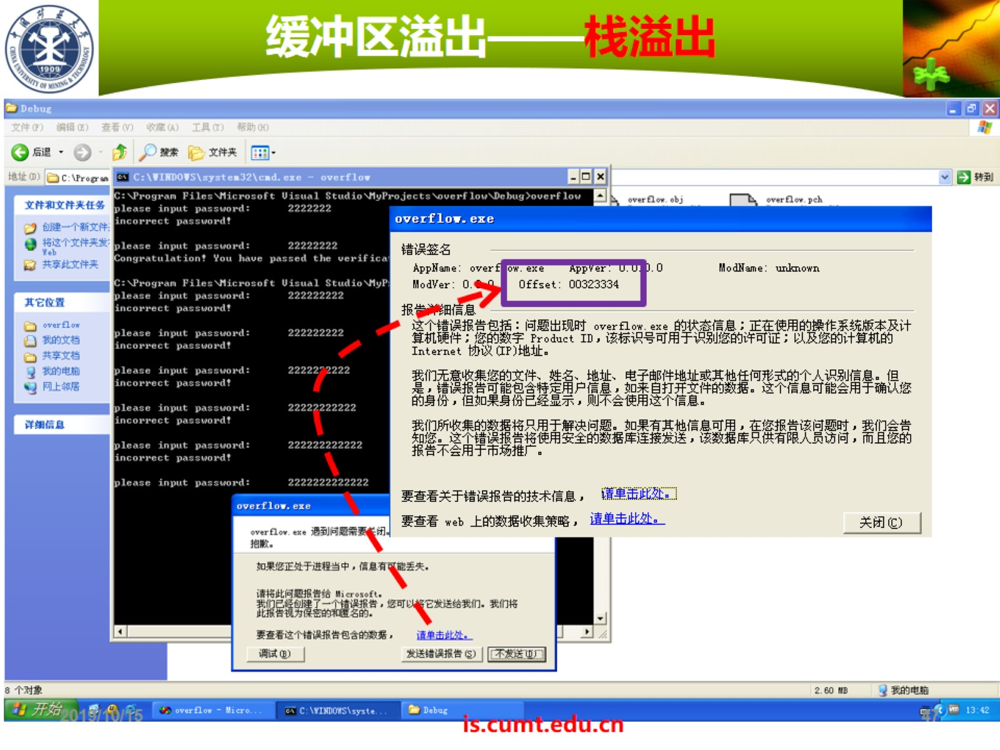 缓冲区溢出——栈溢出
CHINA UNIVERSITY OF MINING & TECHNOLOGY
1909
Debug
文件(F) 编辑(E) 查看(V) 收藏(A) 工具(T) 帮助(H)
后退 搜索 文件夹
地址(D) C:\Program
转到
C:\WINDOWS\system32\cmd.exe - overflow
文件和文件夹任务
创建一个新文件
将这个文件夹发
Web
共享此文件夹
其它位置
overflow
我的文档
共享文档
我的电脑
网上邻居
详细信息
overflow.obj
overflow.pch
C:\Program Files\Microsoft Visual Studio\MyProjects\overflow\Debug>overflow
please input password: 2222222
incorrect password!
please input password: 22222222
Congratulation! You have passed the verifica
C:\Program Files\Microsoft Visual Studio\MyP
please input password: 222222222
incorrect password!
please input password: 222222222
incorrect password!
please input password: 2222222222
incorrect password!
please input password: 22222222222
incorrect password!
please input password: 222222222222
incorrect password!
please input password: 2222222222222
overflow.exe
错误签名
AppName: overflow.exe AppVer: 0.0.0.0 ModName: unknown
ModVer: 0.0.0 Offset: 00323334
报告详细信息
这个错误报告包括：问题出现时 overflow.exe 的状态信息；正在使用的操作系统版本及计
算机硬件；您的数字 Product ID，该标识号可用于识别您的许可证；以及您的计算机的
Internet 协议(IP)地址。
我们无意收集您的文件、姓名、地址、电子邮件地址或其他任何形式的个人识别信息。但
是，错误报告可能包含特定用户信息，如来自打开文件的数据。这个信息可能会用于确认您
的身份，但如果身份已经显示，则不会使用这个信息。
我们所收集的数据将只用于解决问题。如果有其他信息可用，在您报告该问题时，我们会告
知您。这个错误报告将使用安全的数据库连接发送，该数据库只供有限人员访问，而且您的
报告不会用于市场推广。
要查看关于错误报告的技术信息， 请单击此处。
要查看 web 上的数据收集策略， 请单击此处。
关闭(C)
overflow.exe
overflow.exe 遇到问题需要关闭。
抱歉。
如果您正处于进程当中，信息有可能丢失。
请将此问题报告给 Microsoft。
我们已经创建了一个错误报告，您可以将它发送给我们。我们将
此报告视为保密的和匿名的。
要查看这个错误报告包含的数据， 请单击此处。
调试(B) 发送错误报告(S) 不发送(D)
8 个对象
2.60 MB
我的电脑
开始
2019/10/15
overflow - Micro...
C:\WINDOWS\syste...
Debug
47
13:42
is.cumt.edu.cn